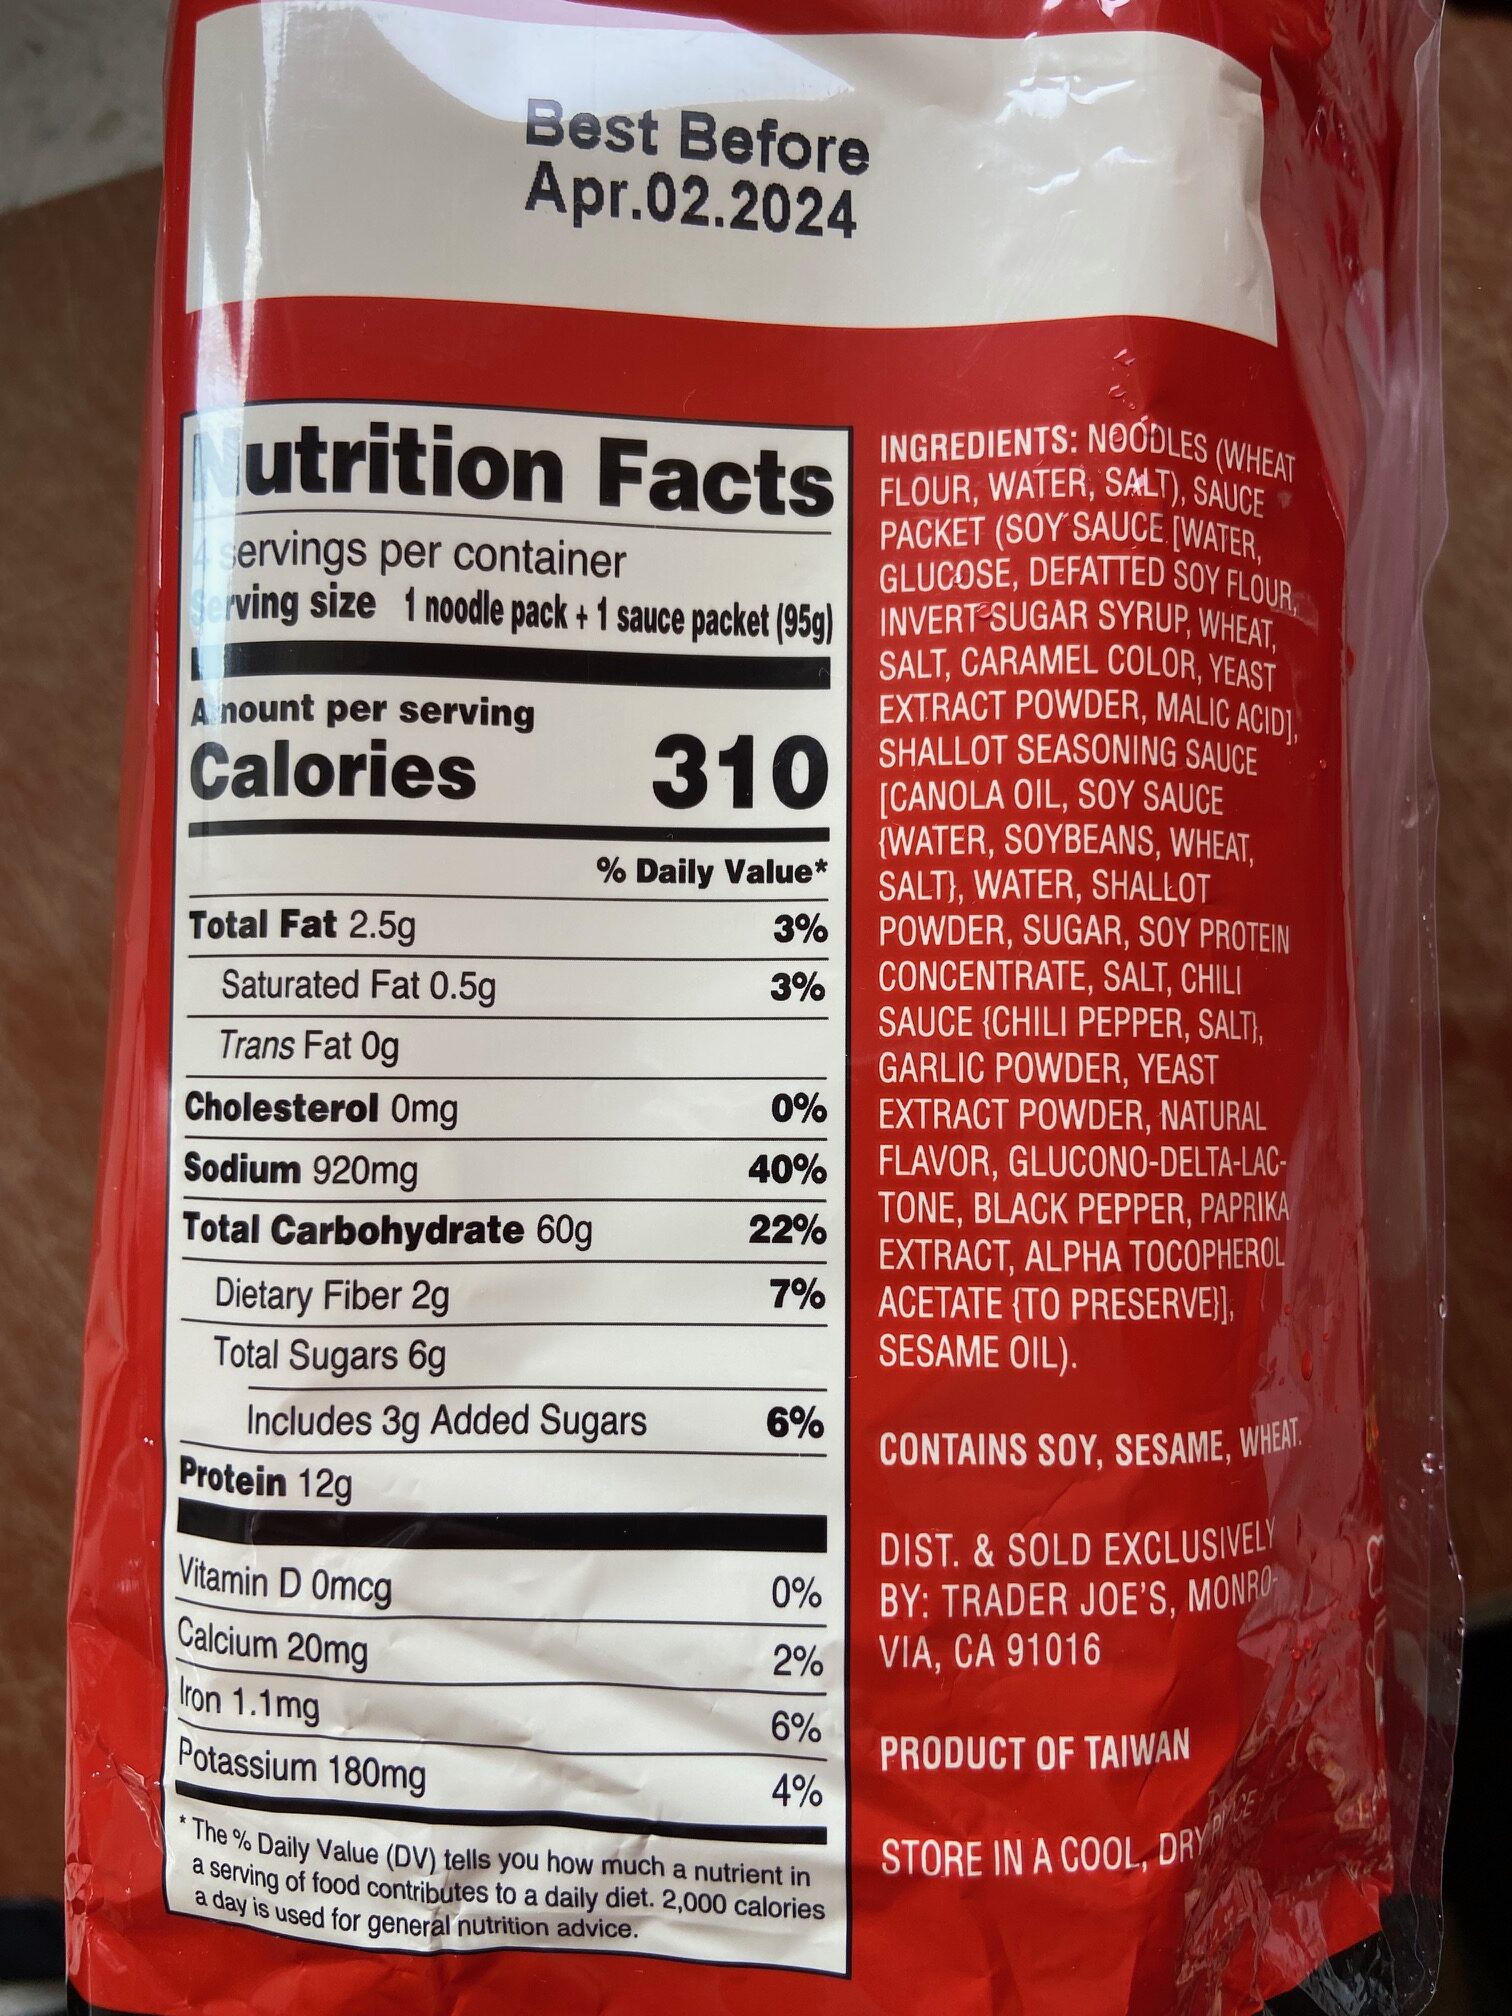 Best Before
Apr.02.2024
Nutrition Facts
4 servings per container
Serving size 1 noodle pack + 1 sauce packet (95g)
Amount per serving
Calories 310
% Daily Value*
Total Fat 2.5g 3%
Saturated Fat 0.5g 3%
Trans Fat 0g
Cholesterol 0mg 0%
Sodium 920mg 40%
Total Carbohydrate 60g 22%
Dietary Fiber 2g 7%
Total Sugars 6g
Includes 3g Added Sugars 6%
Protein 12g
Vitamin D 0mcg 0%
Calcium 20mg 2%
Iron 1.1mg 6%
Potassium 180mg 4%
* The % Daily Value (DV) tells you how much a nutrient in
a serving of food contributes to a daily diet. 2,000 calories
a day is used for general nutrition advice.
INGREDIENTS: NOODLES (WHEAT
FLOUR, WATER, SALT), SAUCE
PACKET (SOY SAUCE [WATER,
GLUCOSE, DEFATTED SOY FLOUR,
INVERT SUGAR SYRUP, WHEAT,
SALT, CARAMEL COLOR, YEAST
EXTRACT POWDER, MALIC ACID],
SHALLOT SEASONING SAUCE
[CANOLA OIL, SOY SAUCE
{WATER, SOYBEANS, WHEAT,
SALT}, WATER, SHALLOT
POWDER, SUGAR, SOY PROTEIN
CONCENTRATE, SALT, CHILI
SAUCE {CHILI PEPPER, SALT},
GARLIC POWDER, YEAST
EXTRACT POWDER, NATURAL
FLAVOR, GLUCONO-DELTA-LAC-
TONE, BLACK PEPPER, PAPRIKA
EXTRACT, ALPHA TOCOPHEROL
ACETATE {TO PRESERVE}],
SESAME OIL).
CONTAINS SOY, SESAME, WHEAT.
DIST. & SOLD EXCLUSIVELY
BY: TRADER JOE'S, MONRO-
VIA, CA 91016
PRODUCT OF TAIWAN
STORE IN A COOL, DRY PLACE